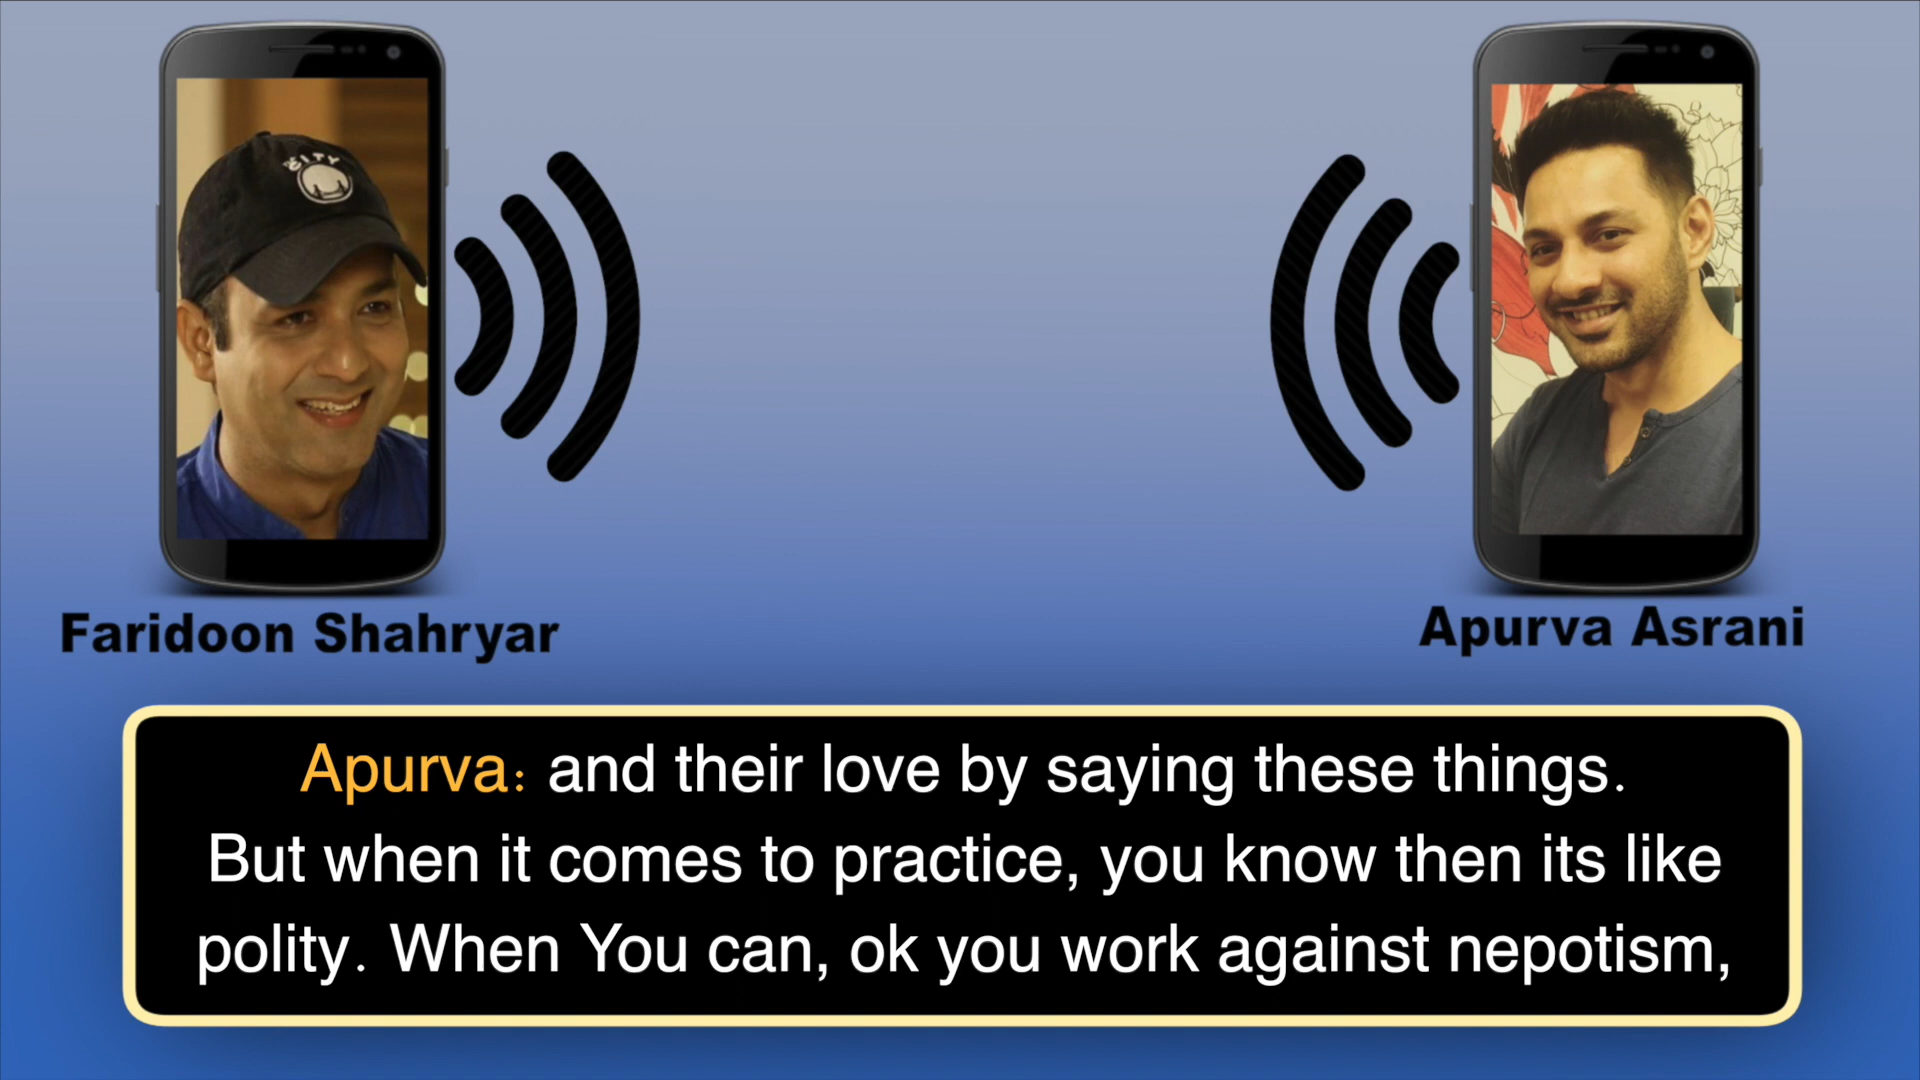 CITY
Faridoon Shahryar
Apurva Asrani
Apurva: and their love by saying these things.
But when it comes to practice, you know then its like
polity. When You can, ok you work against nepotism,